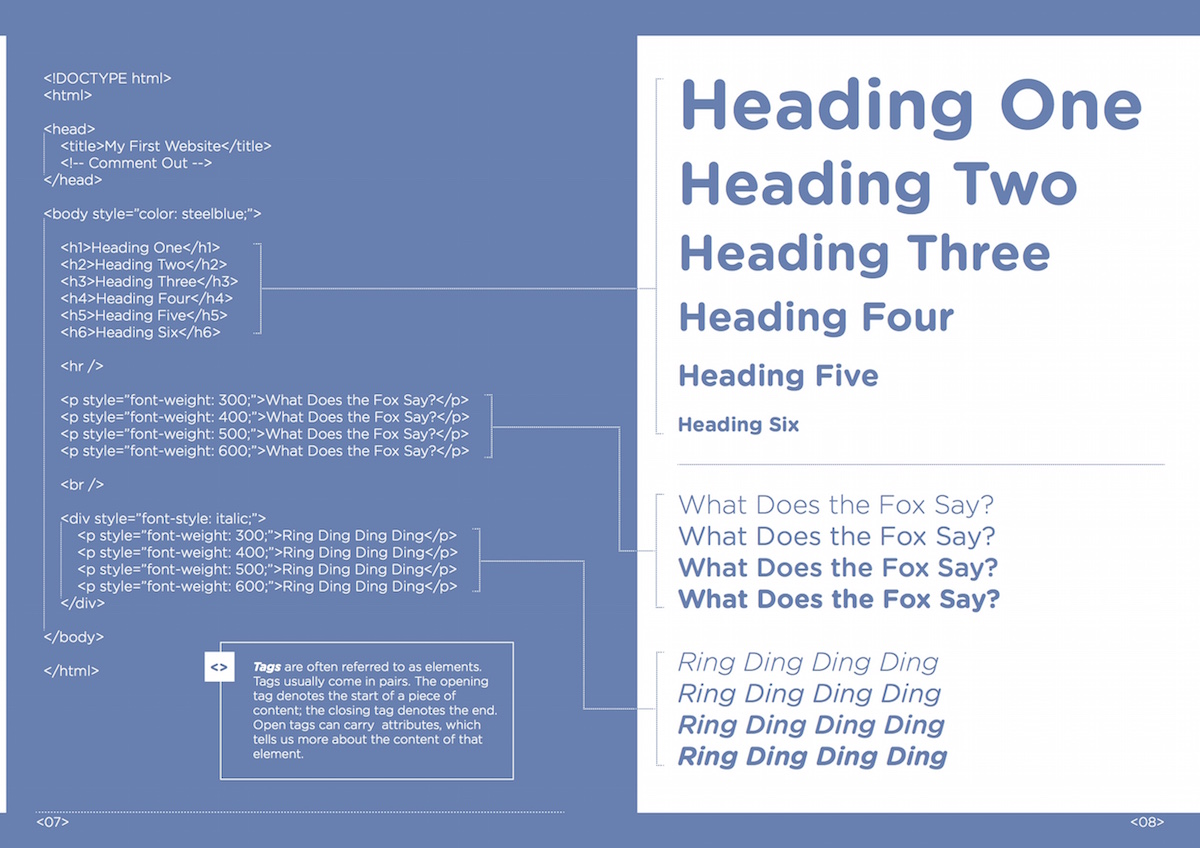 <!DOCTYPE html>
<html>
<head>
<title>My First Website</title>
<!-- Comment Out -->
</head>
<body style=”color: steelblue;”>
<h1>Heading One</h1>
<h2>Heading Two</h2>
<h3>Heading Three</h3>
<h4>Heading Four</h4>
<h5>Heading Five</h5>
<h6>Heading Six</h6>
<hr />
<p style=”font-weight: 300;”>What Does the Fox Say?</p>
<p style=”font-weight: 400;”>What Does the Fox Say?</p>
<p style=”font-weight: 500;”>What Does the Fox Say?</p>
<p style=”font-weight: 600;”>What Does the Fox Say?</p>
<br />
<div style=”font-style: italic;”>
<p style=”font-weight: 300;”>Ring Ding Ding Ding</p>
<p style=”font-weight: 400;”>Ring Ding Ding Ding</p>
<p style=”font-weight: 500;”>Ring Ding Ding Ding</p>
<p style=”font-weight: 600;”>Ring Ding Ding Ding</p>
</div>
</body>
</html>
<>
Tags are often referred to as elements.
Tags usually come in pairs. The opening
tag denotes the start of a piece of
content; the closing tag denotes the end.
Open tags can carry attributes, which
tells us more about the content of that
element.
<07>
Heading One
Heading Two
Heading Three
Heading Four
Heading Five
Heading Six
What Does the Fox Say?
What Does the Fox Say?
What Does the Fox Say?
What Does the Fox Say?
Ring Ding Ding Ding
Ring Ding Ding Ding
Ring Ding Ding Ding
Ring Ding Ding Ding
<08>